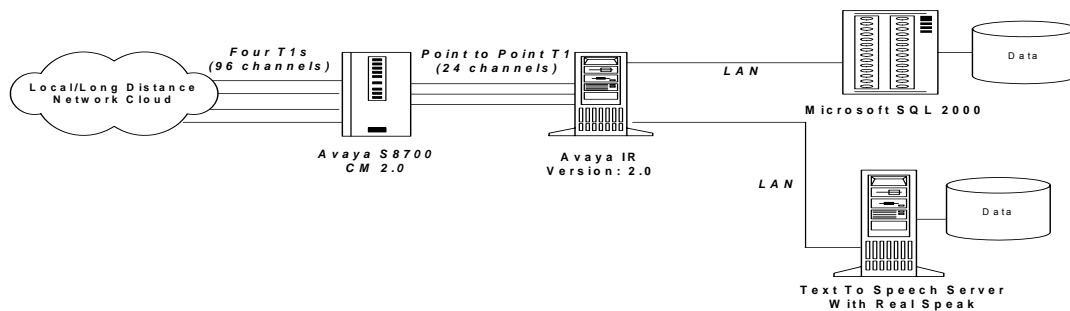 Four T1s
(96 channels)
Local/Long Distance
Network Cloud
Avaya S8700
CM 2.0
Point to Point T1
(24 channels)
Avaya IR
Version: 2.0
LAN
LAN
Microsoft SQL 2000
Data
Text To Speech Server
With Real Speak
Data